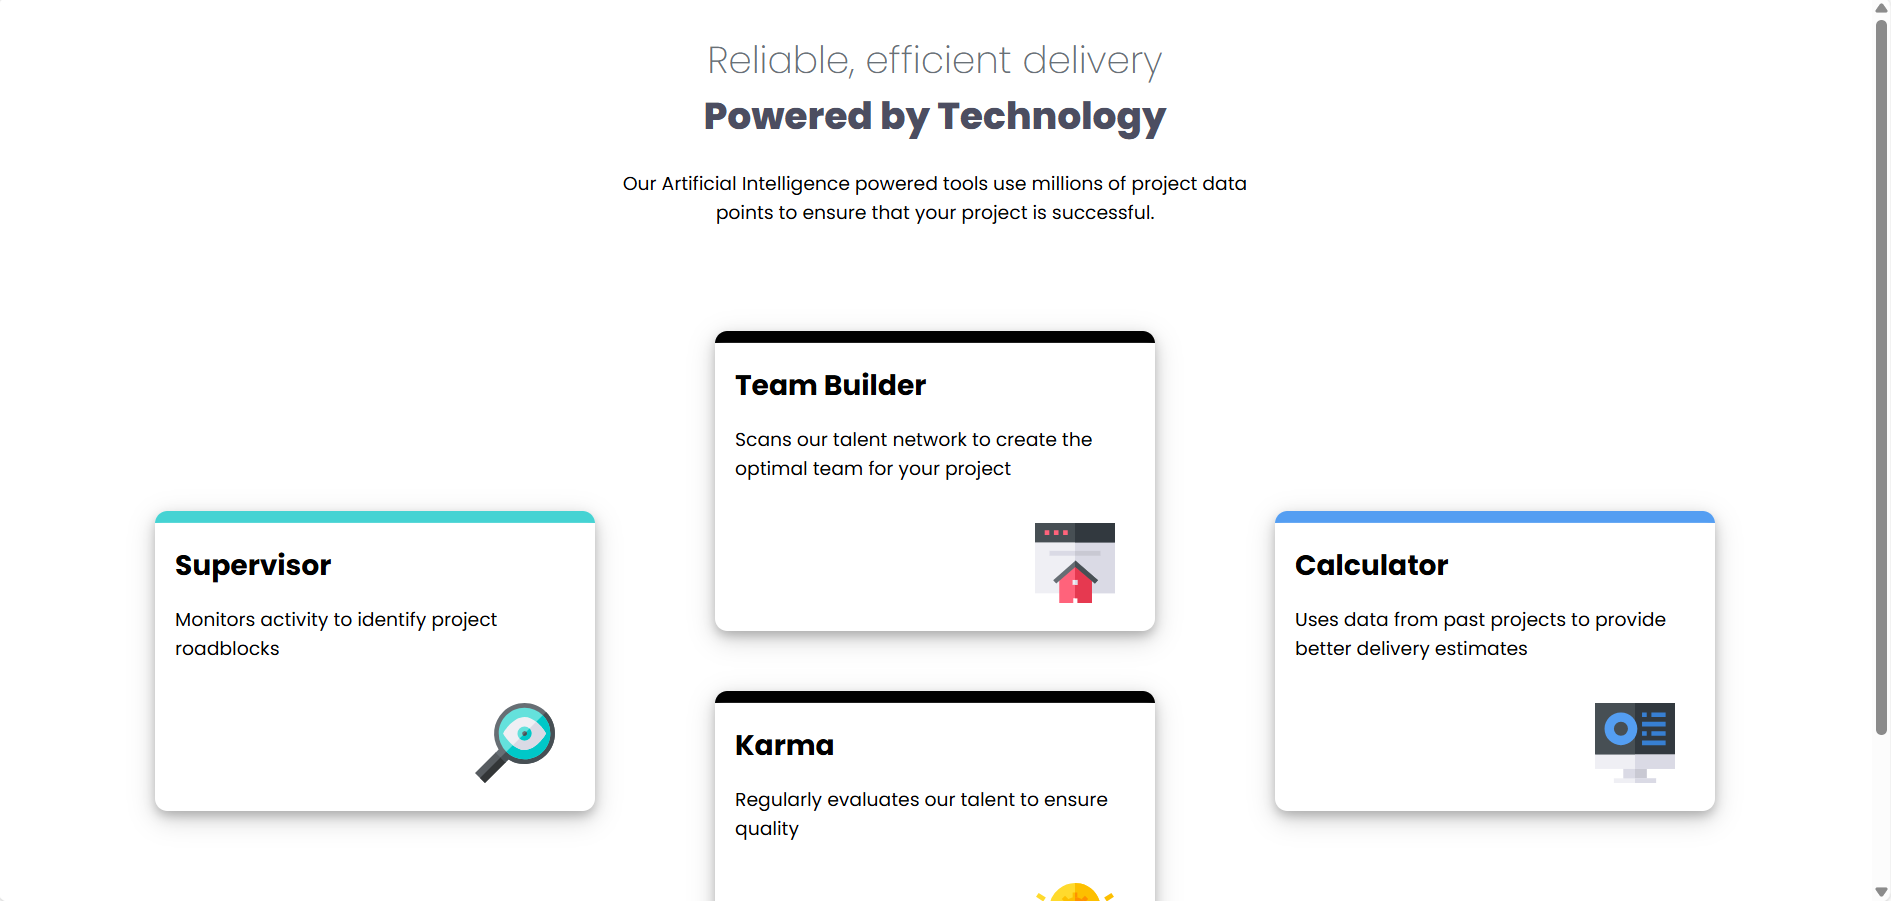 Reliable, efficient delivery
Powered by Technology
Our Artificial Intelligence powered tools use millions of project data
points to ensure that your project is successful.
Team Builder
Scans our talent network to create the
optimal team for your project
Supervisor
Monitors activity to identify project
roadblocks
Calculator
Uses data from past projects to provide
better delivery estimates
Karma
Regularly evaluates our talent to ensure
quality